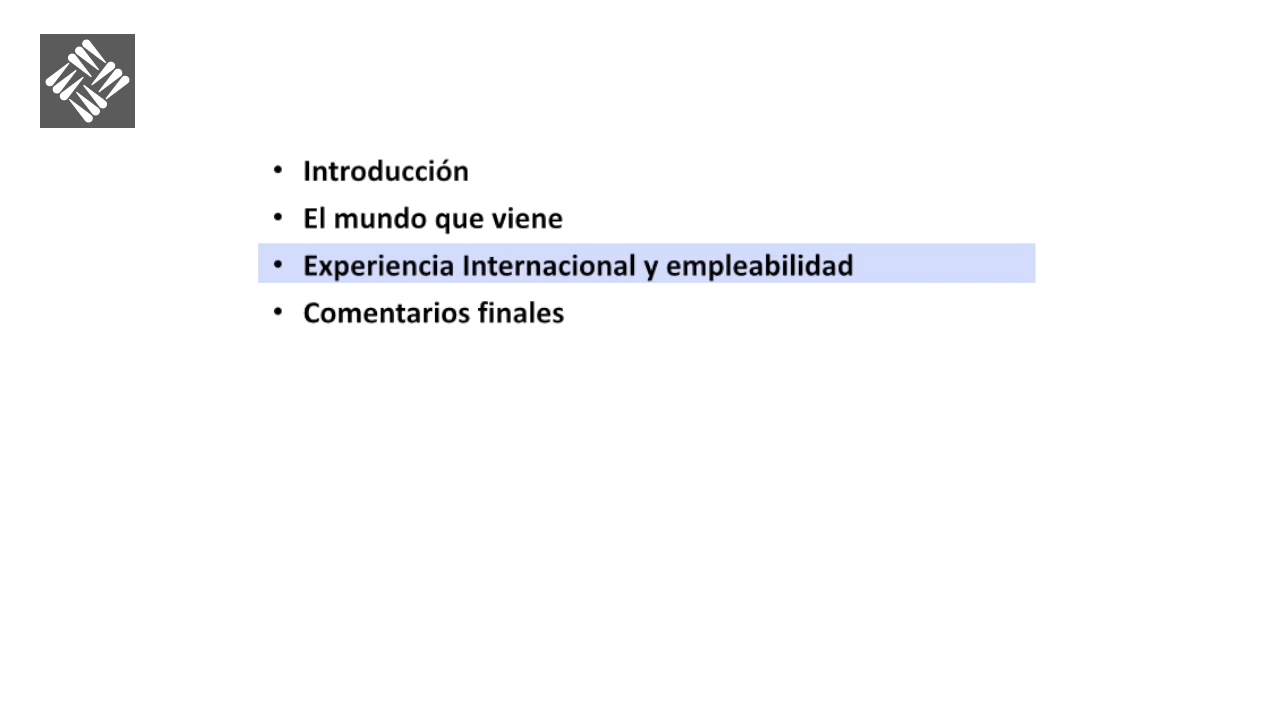 • Introducción
• El mundo que viene
• Experiencia Internacional y empleabilidad
• Comentarios finales